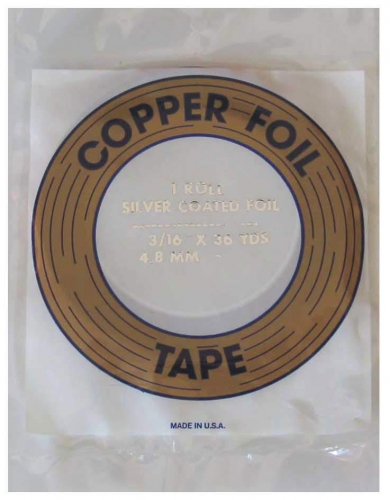 COPPER FOIL
1 ROLL
SILVER COATED FOIL
3/16 X 36 YDS
4.8 MM
TAPE
MADE IN U.S.A.